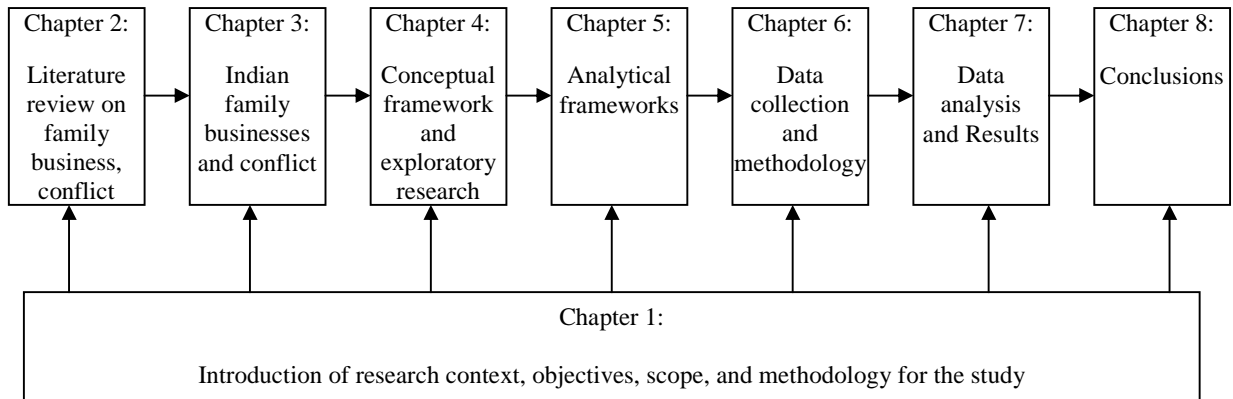 Chapter 2:
Literature
review on
family
business,
conflict
Chapter 3:
Indian
family
businesses
and conflict
Chapter 4:
Conceptual
framework
and
exploratory
research
Chapter 5:
Analytical
frameworks
Chapter 6:
Data
collection
and
methodology
Chapter 7:
Data
analysis
and Results
Chapter 8:
Conclusions
Chapter 1:
Introduction of research context, objectives, scope, and methodology for the study